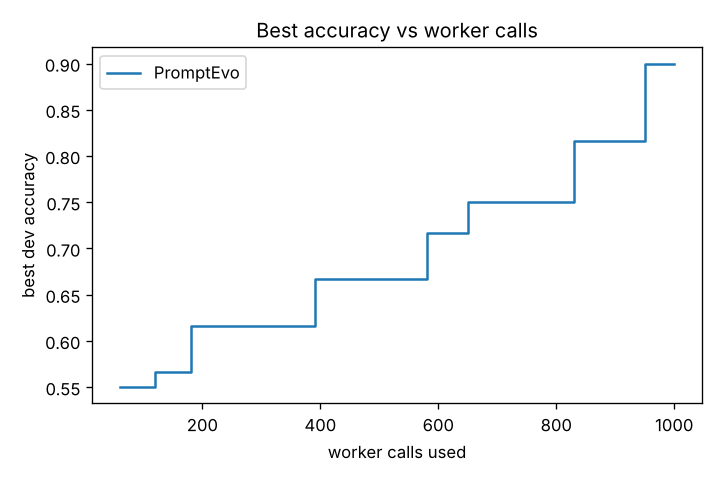 Best accuracy vs worker calls
PromptEvo
best dev accuracy
0.90
0.85
0.80
0.75
0.70
0.65
0.60
0.55
200 400 600 800 1000
worker calls used